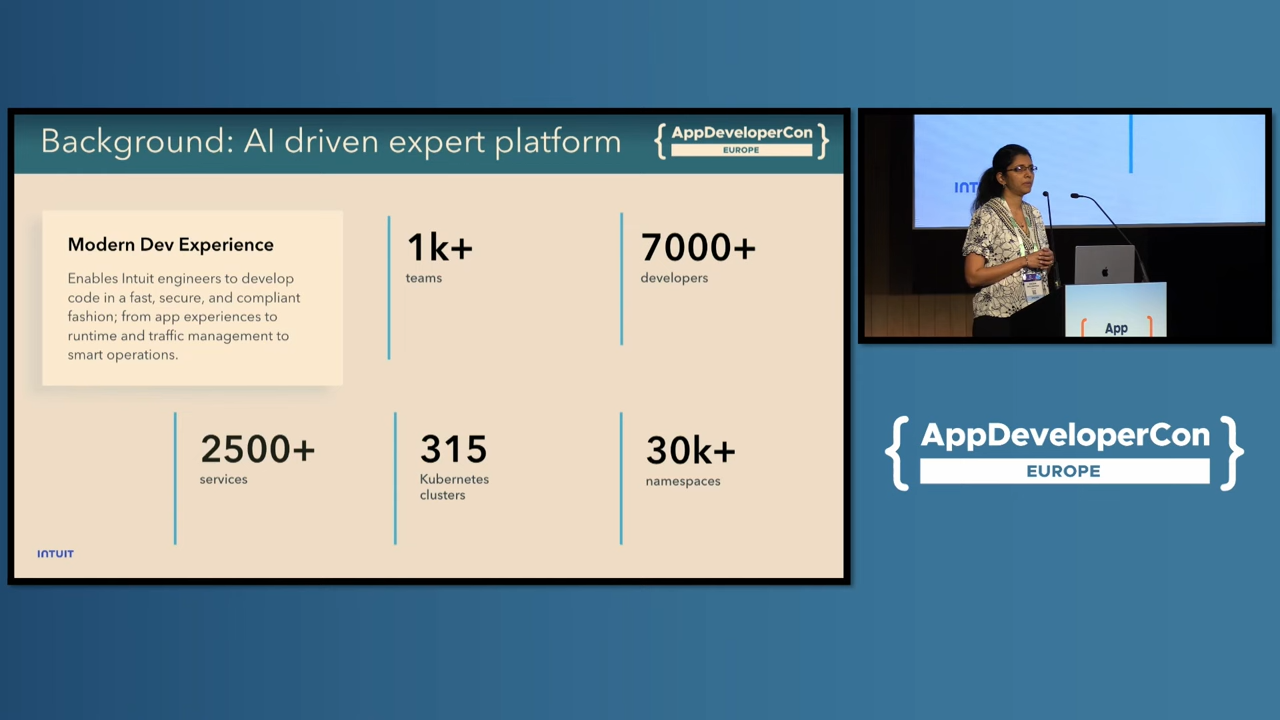 Background: AI driven expert platform
{ AppDeveloperCon }
EUROPE
Modern Dev Experience
Enables Intuit engineers to develop
code in a fast, secure, and compliant
fashion; from app experiences to
runtime and traffic management to
smart operations.
1k+
teams
7000+
developers
2500+
services
315
Kubernetes
clusters
30k+
namespaces
INTUIT
INT
[ App ]
{ AppDeveloperCon }
EUROPE